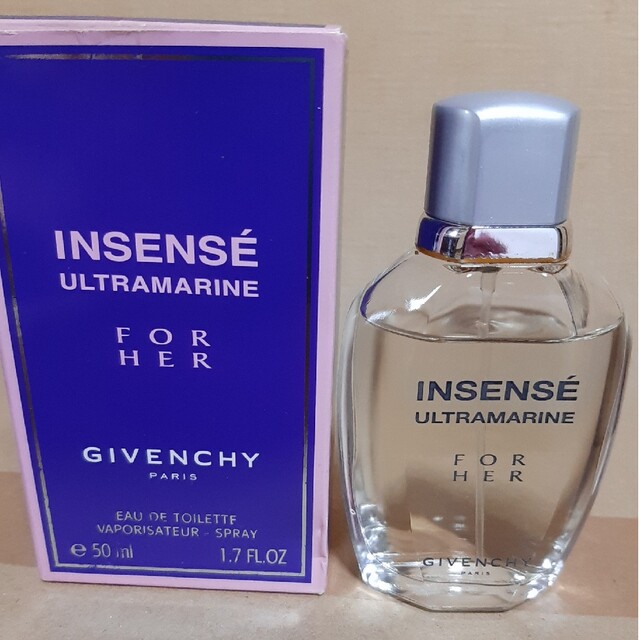 INSENSÉ
ULTRAMARINE
FOR
HER
GIVENCHY
PARIS
EAU DE TOILETTE
VAPORISATEUR - SPRAY
e 50 ml 1.7 FL.OZ
INSENSÉ
ULTRAMARINE
FOR
HER
GIVENCHY
PARIS